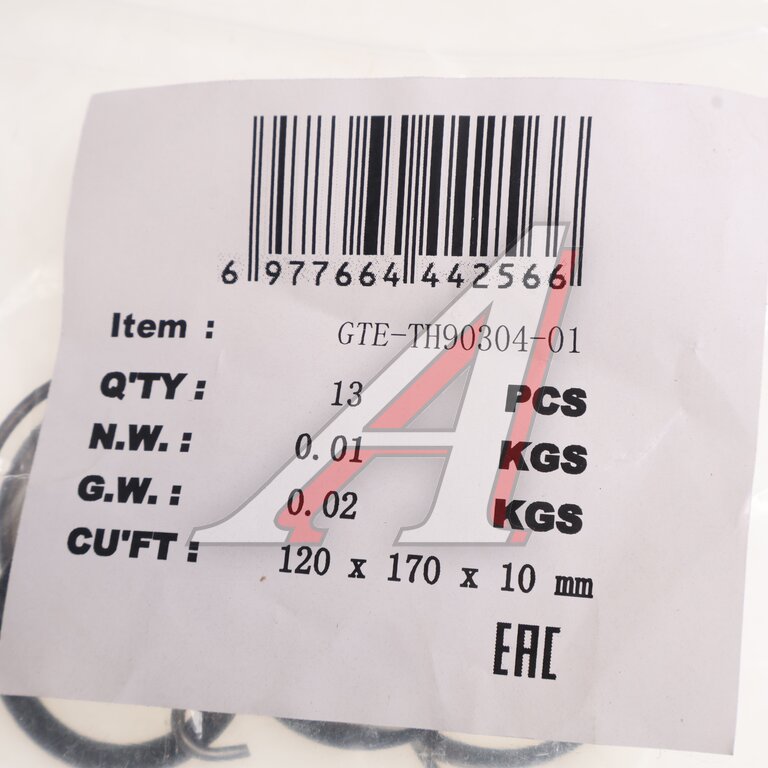 6 977664 442566
Item : GTE-TH90304-01
Q'TY : 13 PCS
N.W. : 0.01 KGS
G.W. : 0.02 KGS
CU'FT : 120 x 170 x 10 mm
EAC